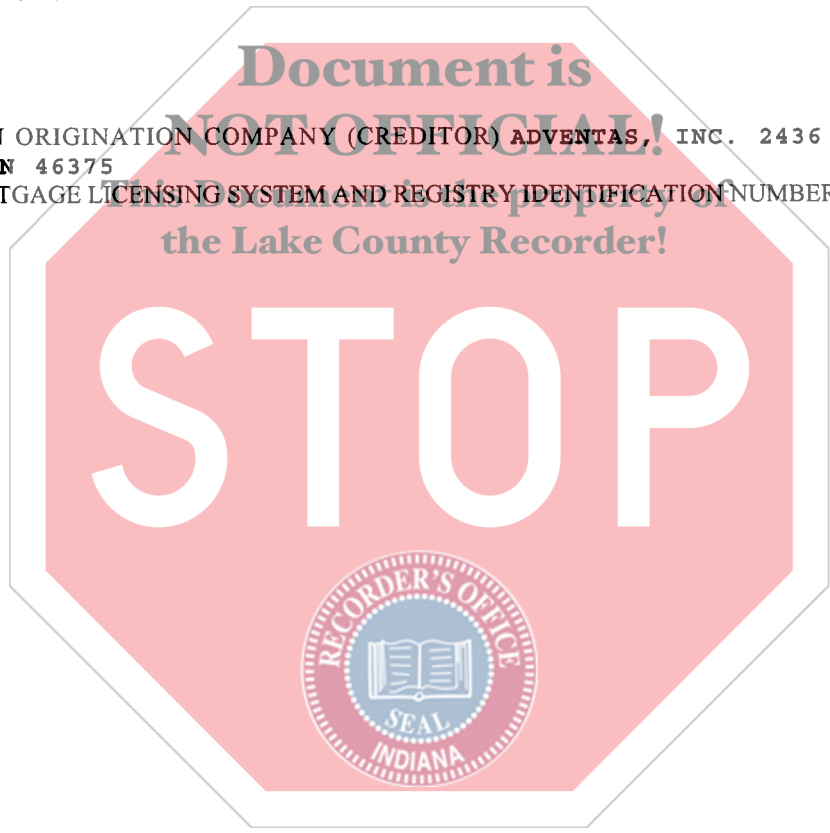 Document is
NOT OFFICIAL!
N ORIGINATION COMPANY (CREDITOR) ADVENTAS, INC. 2436
N 46375
TGAGE LICENSING SYSTEM AND REGISTRY IDENTIFICATION NUMBER
This Document is the property of
the Lake County Recorder!
STOP
RECORDER'S OFFICE
SEAL
INDIANA